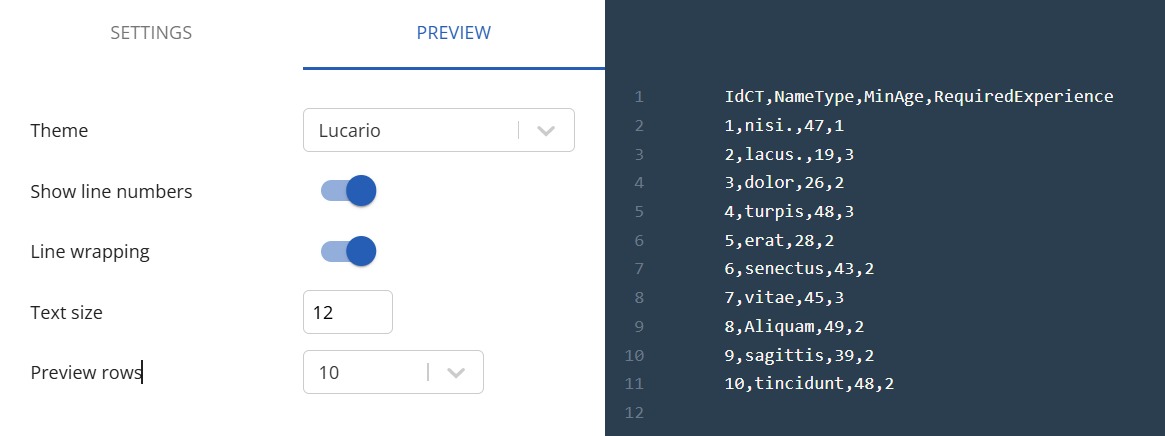 SETTINGS
PREVIEW
Theme
Lucario
Show line numbers
Line wrapping
Text size
12
Preview rows
10
1 IdCT,NameType,MinAge,RequiredExperience
2 1,nisi.,47,1
3 2,lacus.,19,3
4 3,dolor,26,2
5 4,turpis,48,3
6 5,erat,28,2
7 6,senectus,43,2
8 7,vitae,45,3
9 8,Aliquam,49,2
10 9,sagittis,39,2
11 10,tincidunt,48,2
12